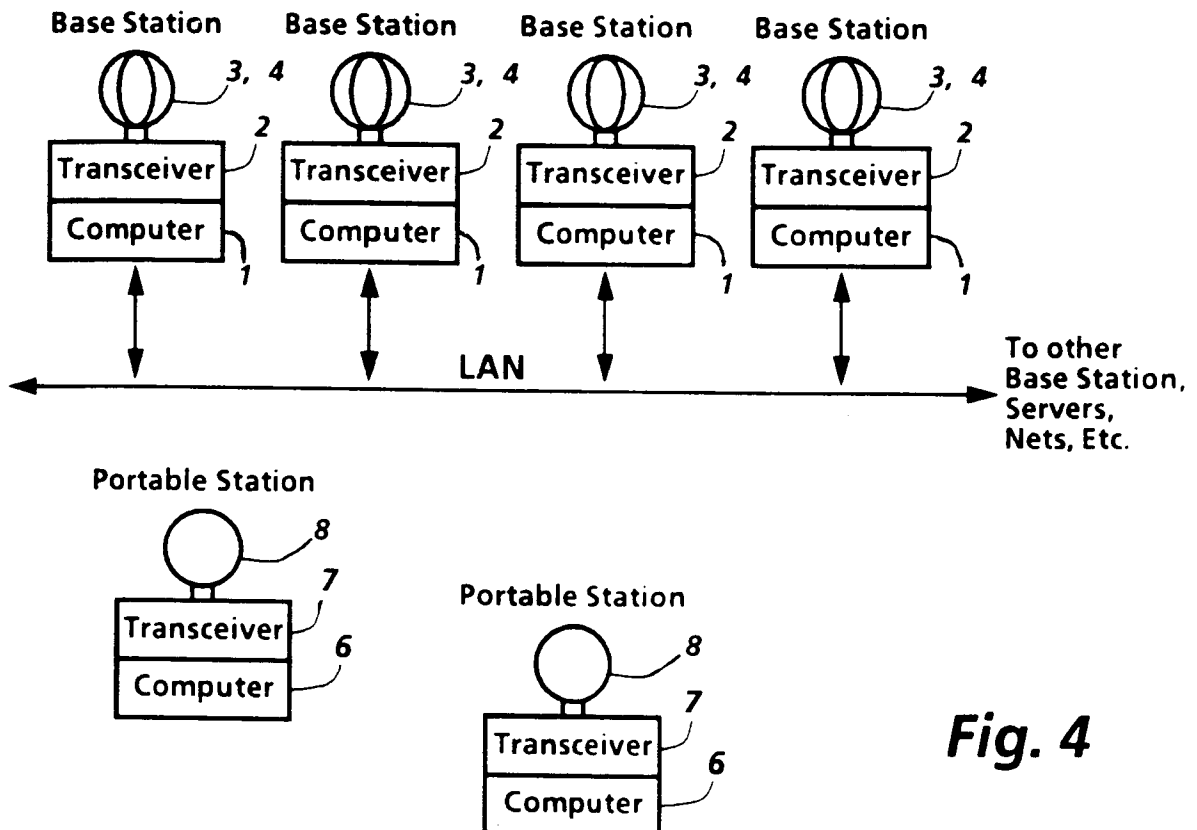 Base Station Base Station Base Station Base Station
3, 4 3, 4 3, 4 3, 4
2 2 2 2
Transceiver Transceiver Transceiver Transceiver
Computer Computer Computer Computer
1 1 1 1
LAN
To other
Base Station,
Servers,
Nets, Etc.
Portable Station
8
7
Transceiver
6
Computer
Portable Station
8
7
Transceiver
6
Computer
Fig. 4